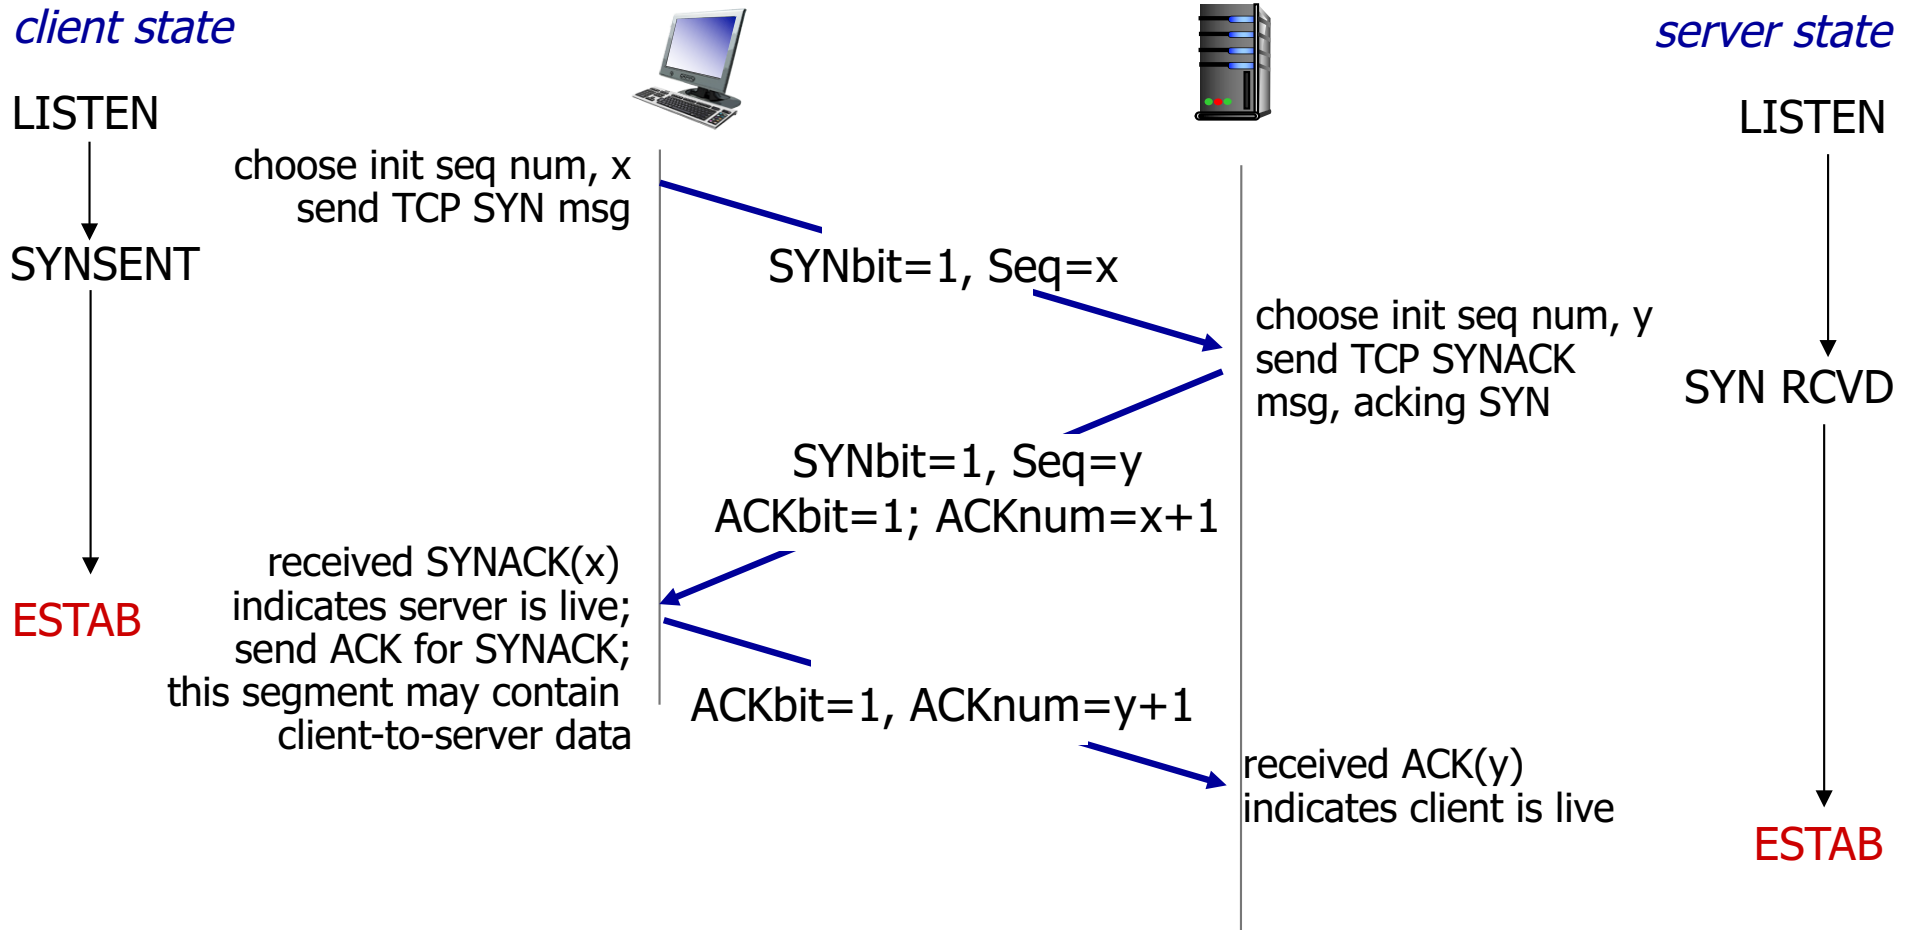 client state
server state
LISTEN
LISTEN
choose init seq num, x
send TCP SYN msg
SYNSENT
SYNbit=1, Seq=x
choose init seq num, y
send TCP SYNACK
msg, acking SYN
SYN RCVD
SYNbit=1, Seq=y
ACKbit=1; ACKnum=x+1
received SYNACK(x)
indicates server is live;
send ACK for SYNACK;
this segment may contain
client-to-server data
ESTAB
ACKbit=1, ACKnum=y+1
received ACK(y)
indicates client is live
ESTAB